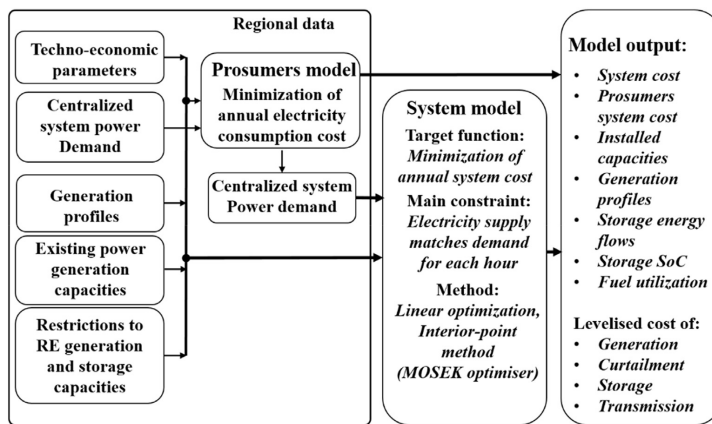 Regional data
Techno-economic
parameters
Centralized
system power
Demand
Generation
profiles
Existing power
generation
capacities
Restrictions to
RE generation
and storage
capacities
Prosumers model
Minimization of
annual electricity
consumption cost
Centralized system
Power demand
System model
Target function:
Minimization of
annual system cost
Main constraint:
Electricity supply
matches demand
for each hour
Method:
Linear optimization,
Interior-point
method
(MOSEK optimiser)
Model output:
• System cost
• Prosumers
system cost
• Installed
capacities
• Generation
profiles
• Storage energy
flows
• Storage SoC
• Fuel utilization
Levelised cost of:
• Generation
• Curtailment
• Storage
• Transmission